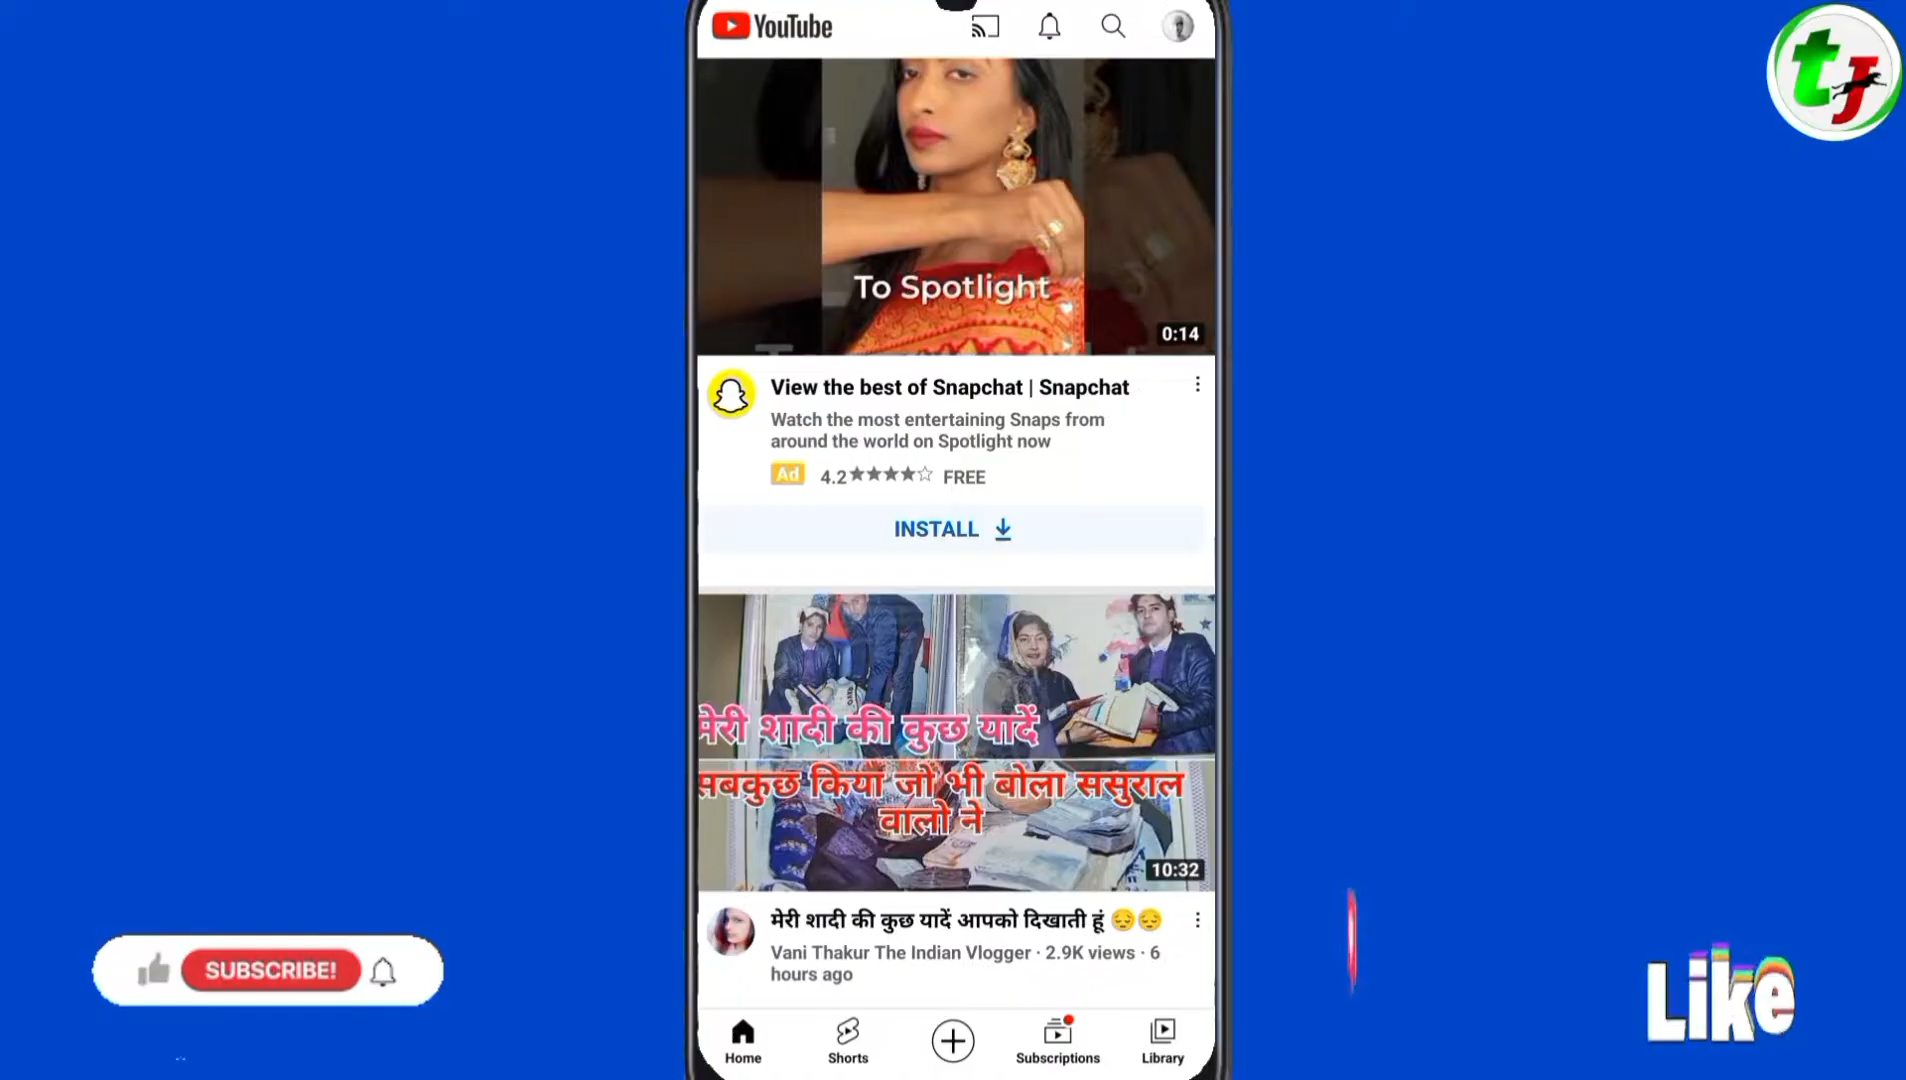 YouTube
tJ
To Spotlight
0:14
View the best of Snapchat | Snapchat
Watch the most entertaining Snaps from
around the world on Spotlight now
Ad 4.2★★★★☆ FREE
INSTALL
मेरी शादी की कुछ यादें
सबकुछ किया जो भी बोला ससुराल
वालो ने
10:32
मेरी शादी की कुछ यादें आपको दिखाती हूं 😔😔
Vani Thakur The Indian Vlogger · 2.9K views · 6
hours ago
SUBSCRIBE!
Like
Home Shorts Subscriptions Library